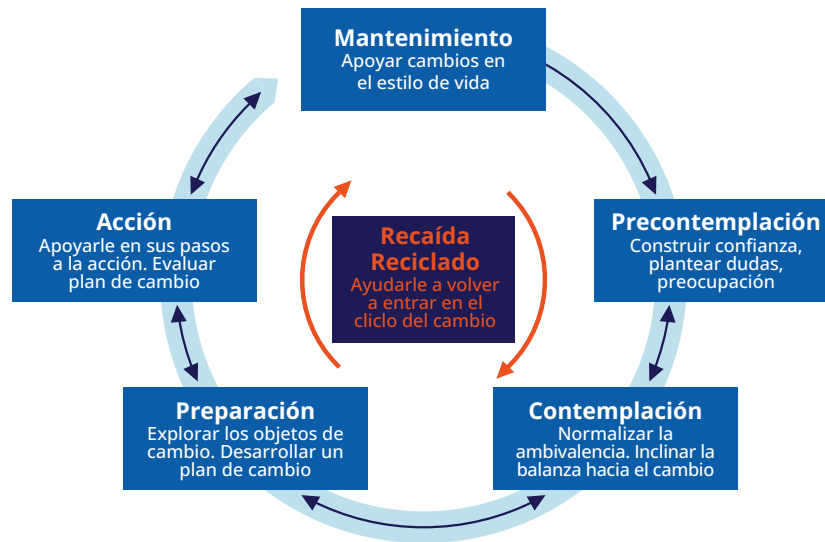 Mantenimiento
Apoyar cambios en
el estilo de vida
Acción
Apoyarle en sus pasos
a la acción. Evaluar
plan de cambio
Precontemplación
Construir confianza,
plantear dudas,
preocupación
Recaída
Reciclado
Ayudarle a volver
a entrar en el
cliclo del cambio
Preparación
Explorar los objetos de
cambio. Desarrollar un
plan de cambio
Contemplación
Normalizar la
ambivalencia. Inclinar la
balanza hacia el cambio